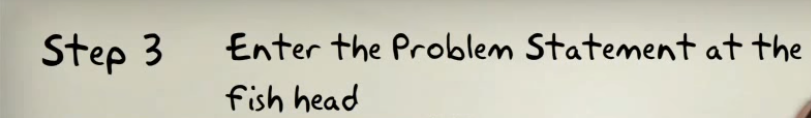 Step 3 Enter the Problem Statement at the
fish head